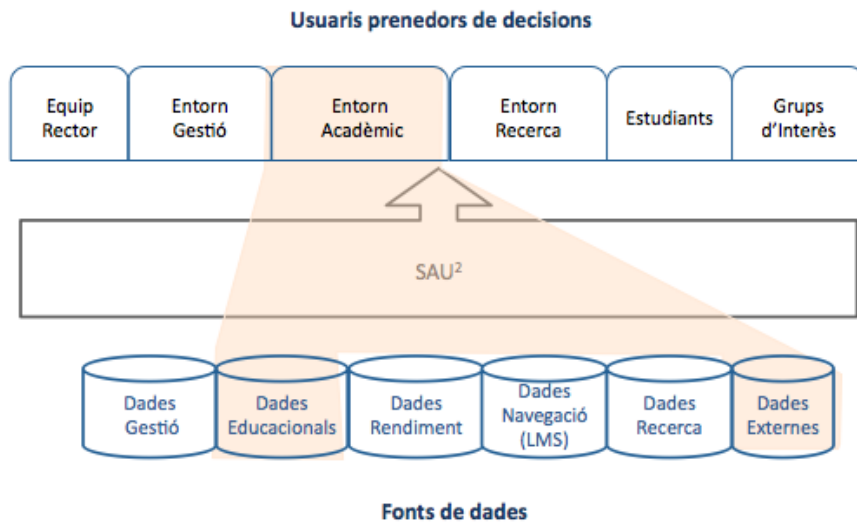 Usuaris prenedors de decisions
Equip
Rector
Entorn
Gestió
Entorn
Acadèmic
Entorn
Recerca
Estudiants
Grups
d'Interès
SAU²
Dades
Gestió
Dades
Educacionals
Dades
Rendiment
Dades
Navegació
(LMS)
Dades
Recerca
Dades
Externes
Fonts de dades